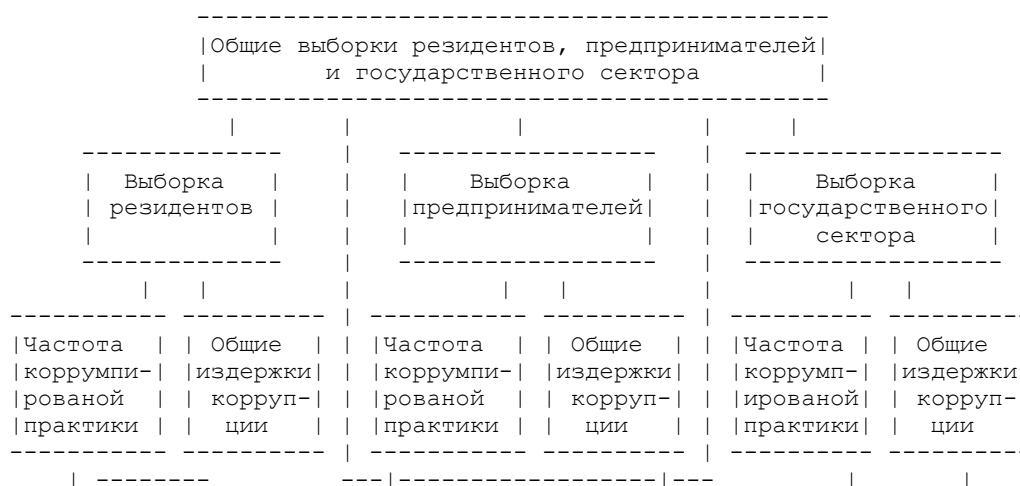 Общие выборки резидентов, предпринимателей
и государственного сектора
Выборка Выборка Выборка
резидентов предпринимателей государственного
сектора
Частота Общие Частота Общие Частота Общие
коррумпи- издержки коррумпи- издержки коррумп- издержки
рованой корруп- рованой корруп- ированой корруп-
практики ции практики ции практики ции